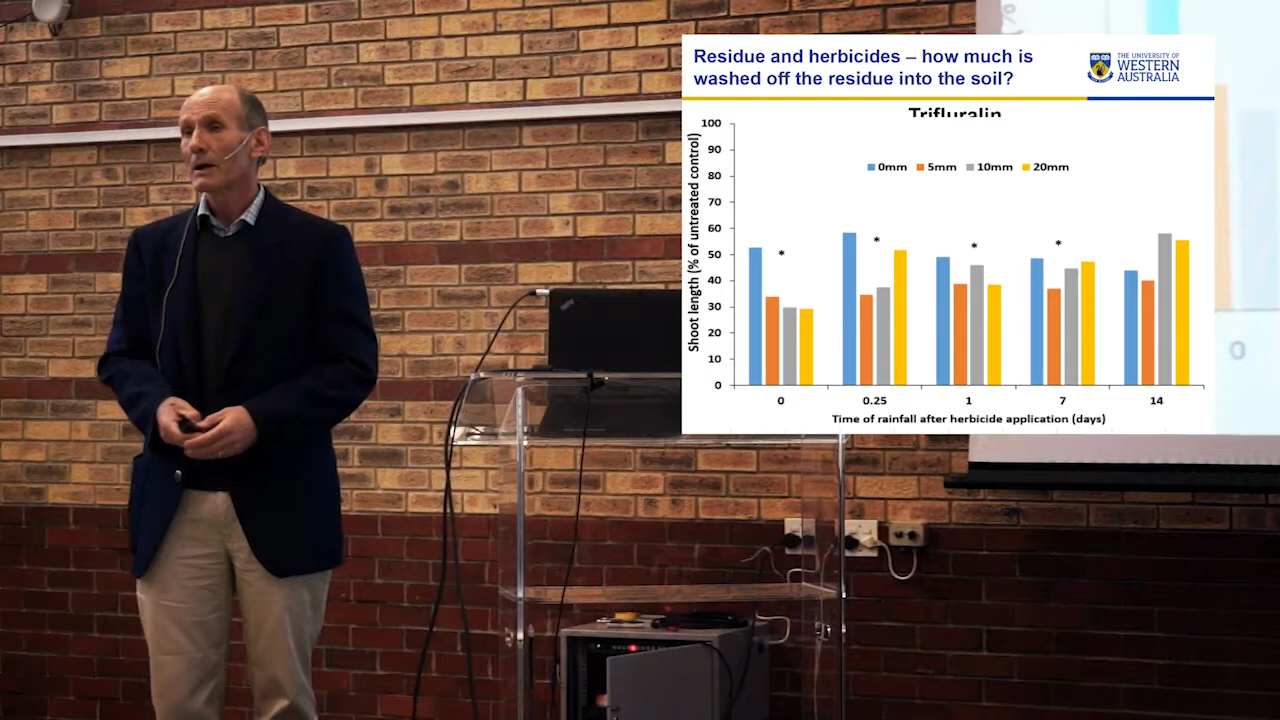 Residue and herbicides – how much is
washed off the residue into the soil?
THE UNIVERSITY OF
WESTERN
AUSTRALIA
Trifluralin
Shoot length (% of untreated control)
100
90
80
70
60
50
40
30
20
10
0
0mm 5mm 10mm 20mm
* * * *
0 0.25 1 7 14
Time of rainfall after herbicide application (days)
%
0